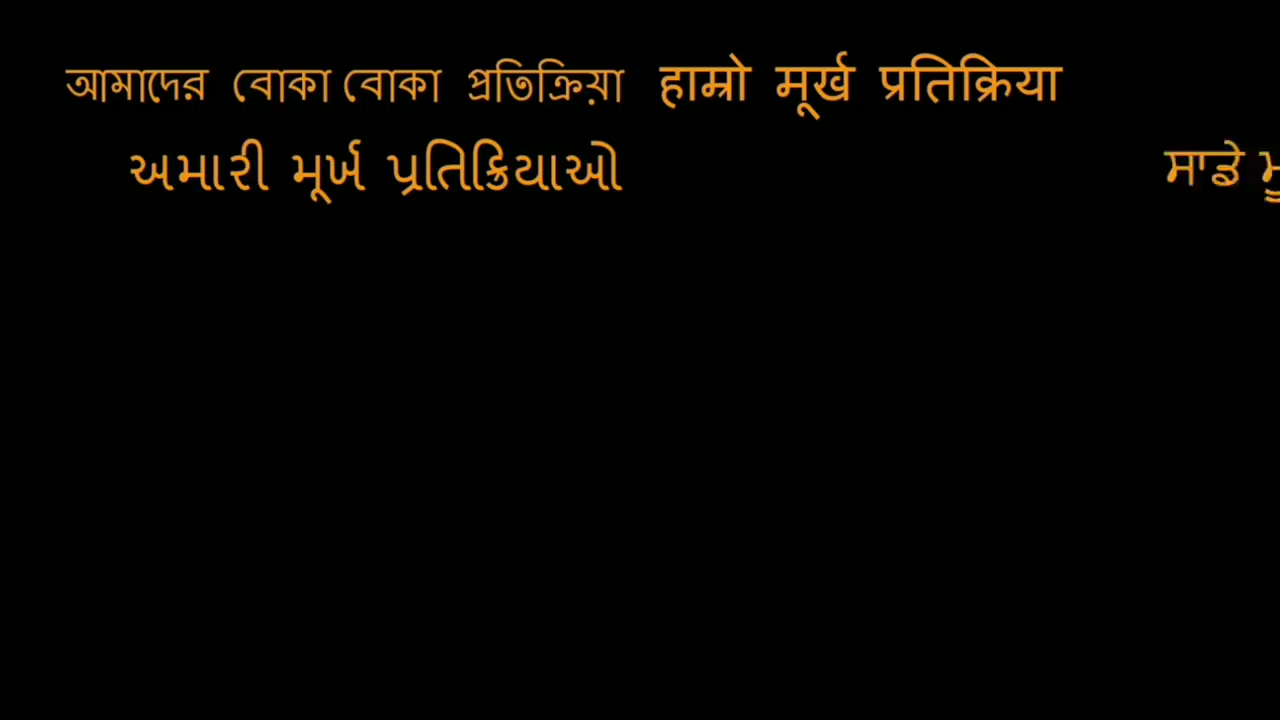 আমাদের বোকা বোকা প্রতিক্রিয়া हाम्रो मूर्ख प्रतिक्रिया
અમારી મૂર્ખ પ્રતિક્રિયાઓ ਸਾਡੇ